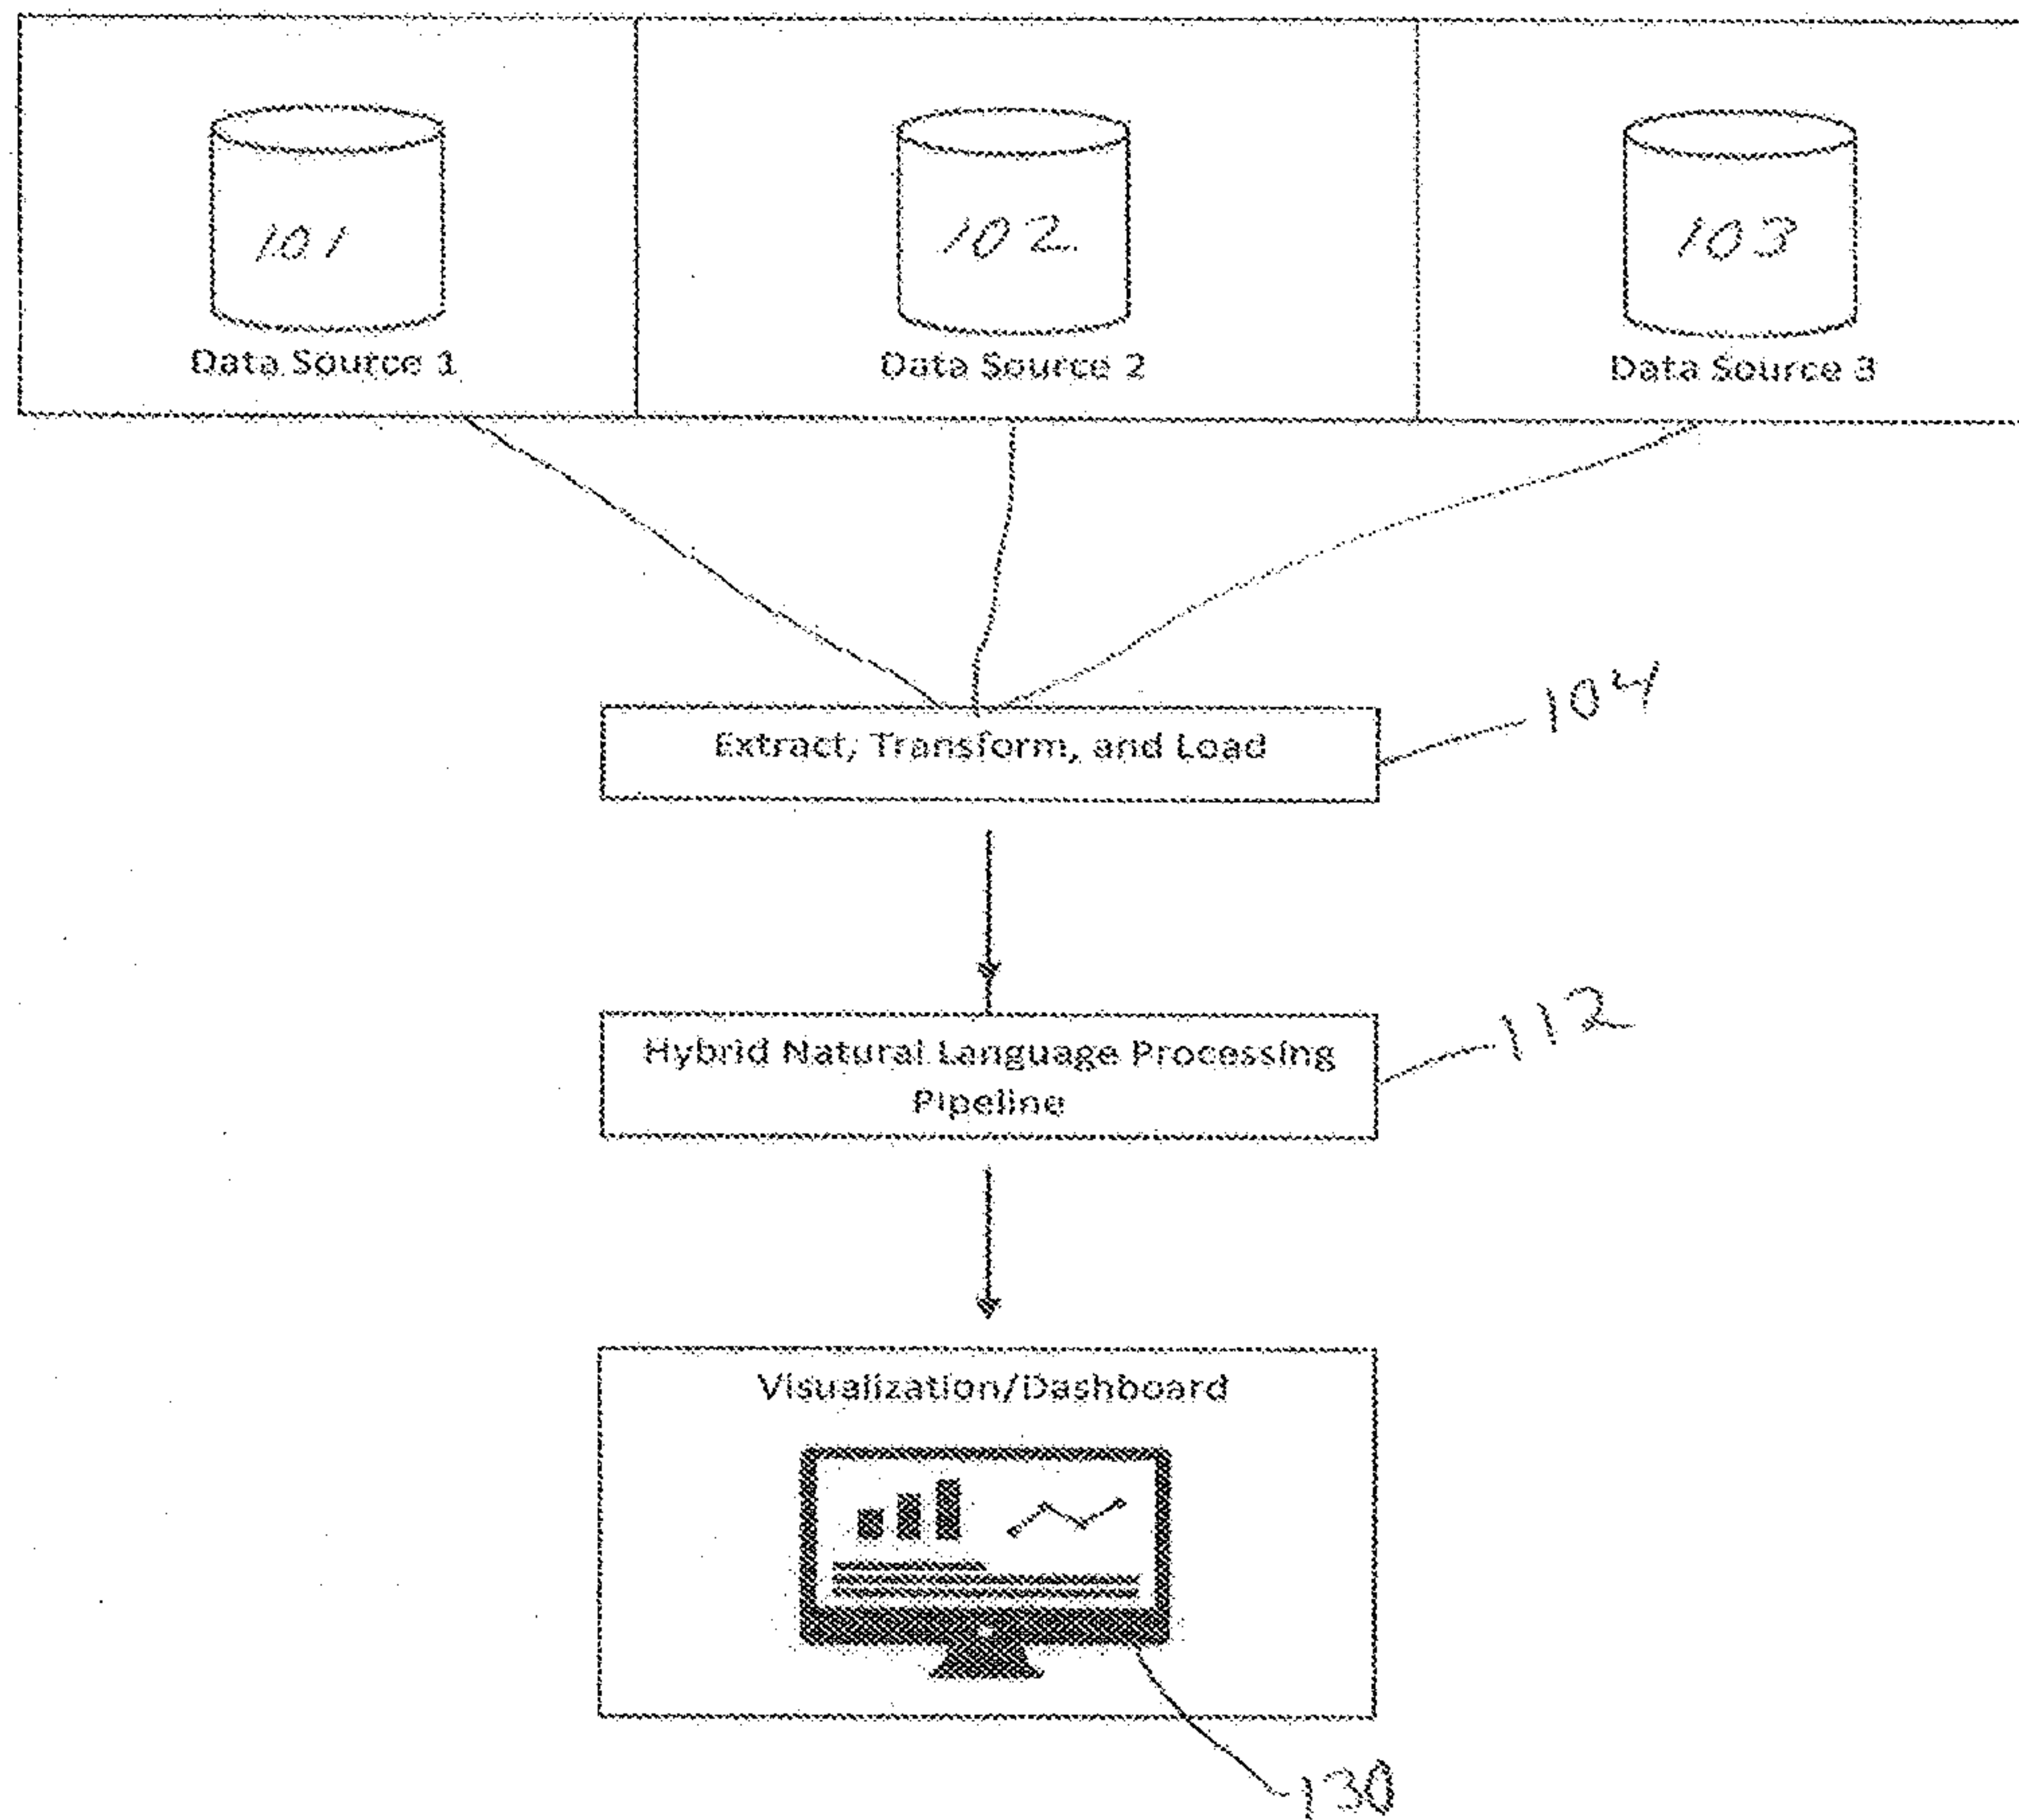 101
102
103
Data Source 1
Data Source 2
Data Source 3
Extract, Transform, and Load
104
Hybrid Natural Language Processing
Pipeline
112
Visualization/Dashboard
130